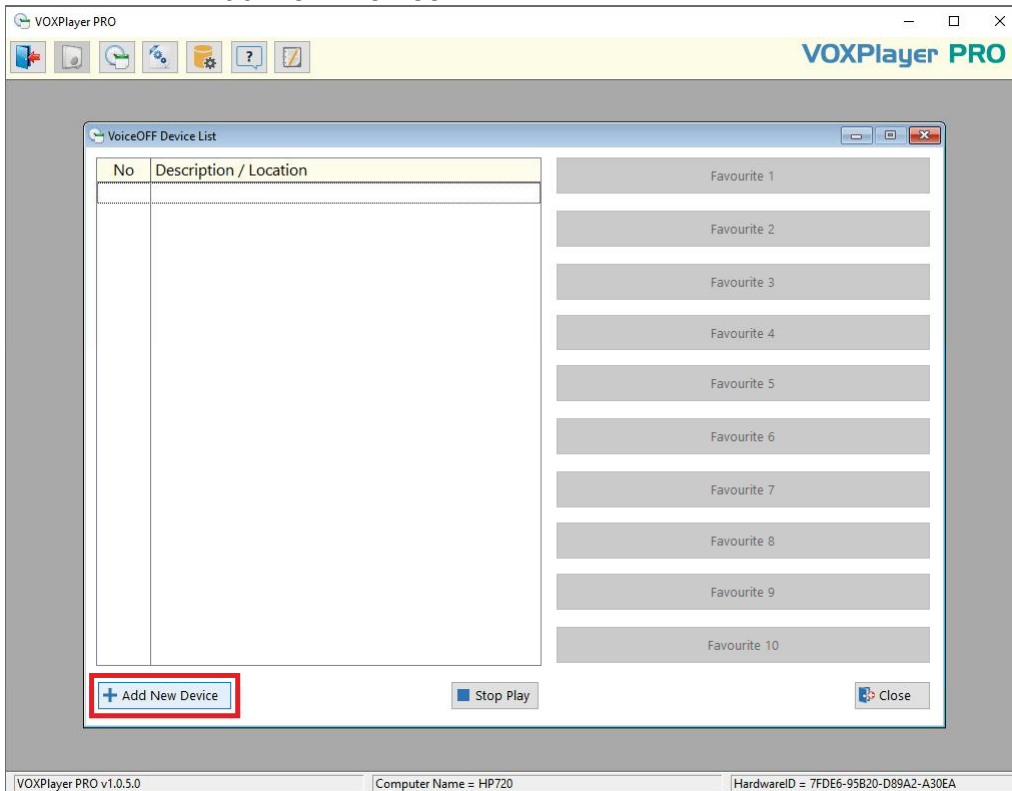 VOXPlayer PRO
VOXPlayer PRO
VoiceOFF Device List
No Description / Location
Favourite 1
Favourite 2
Favourite 3
Favourite 4
Favourite 5
Favourite 6
Favourite 7
Favourite 8
Favourite 9
Favourite 10
Add New Device
Stop Play
Close
VOXPlayer PRO v1.0.5.0
Computer Name = HP720
HardwareID = 7FDE6-95B20-D89A2-A30EA